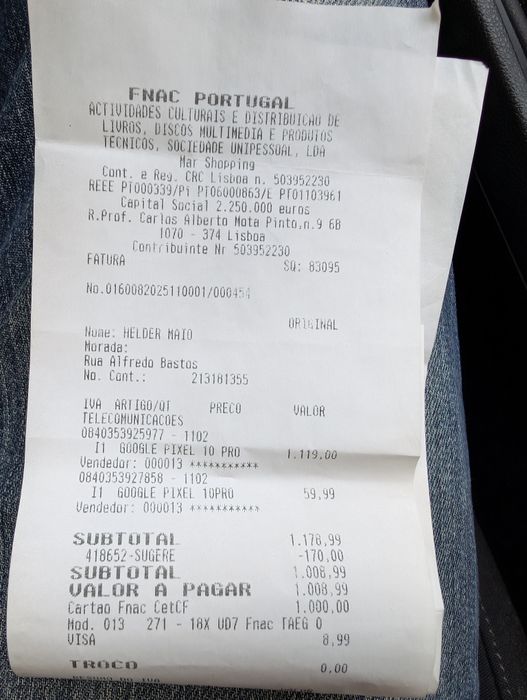 FNAC PORTUGAL
ACTIVIDADES CULTURAIS E DISTRIBUICAO DE
LIVROS, DISCOS MULTIMEDIA E PRODUTOS
TECNICOS, SOCIEDADE UNIPESSOAL, LDA
Mar Shopping
Cont. e Reg. CRC Lisboa n. 503952230
REEE PT000339/Pi PT06000863/E PT01103961
Capital Social 2.250.000 euros
R.Prof. Carlos Alberto Mota Pinto,n.9 6B
1070 - 374 Lisboa
Contribuinte Nr 503952230
FATURA SQ: 83095
No.0160082025110001/000454
ORIGINAL
Nome: HELDER MAIO
Morada:
Rua Alfredo Bastos
No. Cont.: 213181355
IVA ARTIGO/QT PRECO VALOR
TELECOMUNICACOES
0840353925977 - 1102
I1 GOOGLE PIXEL 10 PRO 1.119,00
Vendedor: 000013 ***********
0840353927858 - 1102
I1 GOOGLE PIXEL 10PRO 59,99
Vendedor: 000013 ***********
SUBTOTAL 1.178,99
418652-SUGERE -170,00
SUBTOTAL 1.008,99
VALOR A PAGAR 1.008,99
Cartao Fnac CetCF 1.000,00
Mod. 013 271 - 18X UD7 Fnac TAEG 0
VISA 8,99
TROCO 0,00